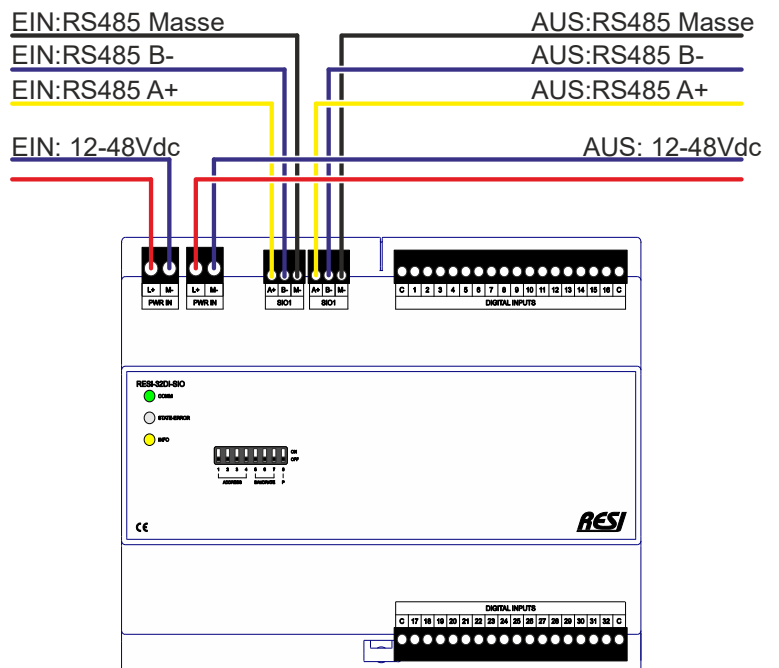 EIN:RS485 Masse
AUS:RS485 Masse
EIN:RS485 B-
AUS:RS485 B-
EIN:RS485 A+
AUS:RS485 A+
EIN: 12-48Vdc
AUS: 12-48Vdc
L+ M- L+ M- A+ B- M- A+ B- M- C 1 2 3 4 5 6 7 8 9 10 11 12 13 14 15 16 C
PWR IN PWR IN SIO1 SIO1 DIGITAL INPUTS
RESI-32DI-SIO
COMM
STATE-ERROR
INFO
ON
OFF
1 2 3 4 5 6 7 8
ADDRESS BAUDRATE P
CE RESI
DIGITAL INPUTS
C 17 18 19 20 21 22 23 24 25 26 27 28 29 30 31 32 C